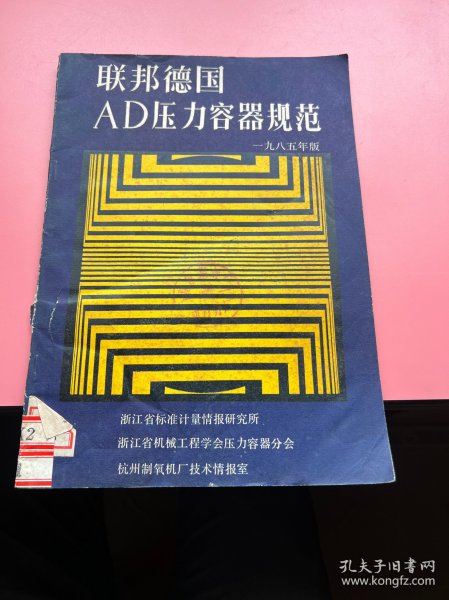 联邦德国
AD压力容器规范
一九八五年版
浙江省标准计量情报研究所
浙江省机械工程学会压力容器分会
杭州制氧机厂技术情报室
2
孔夫子旧书网
www.kongfz.com